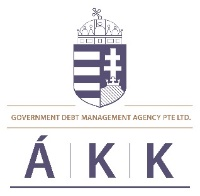 GOVERNMENT DEBT MANAGEMENT AGENCY PTE LTD.
Á K K